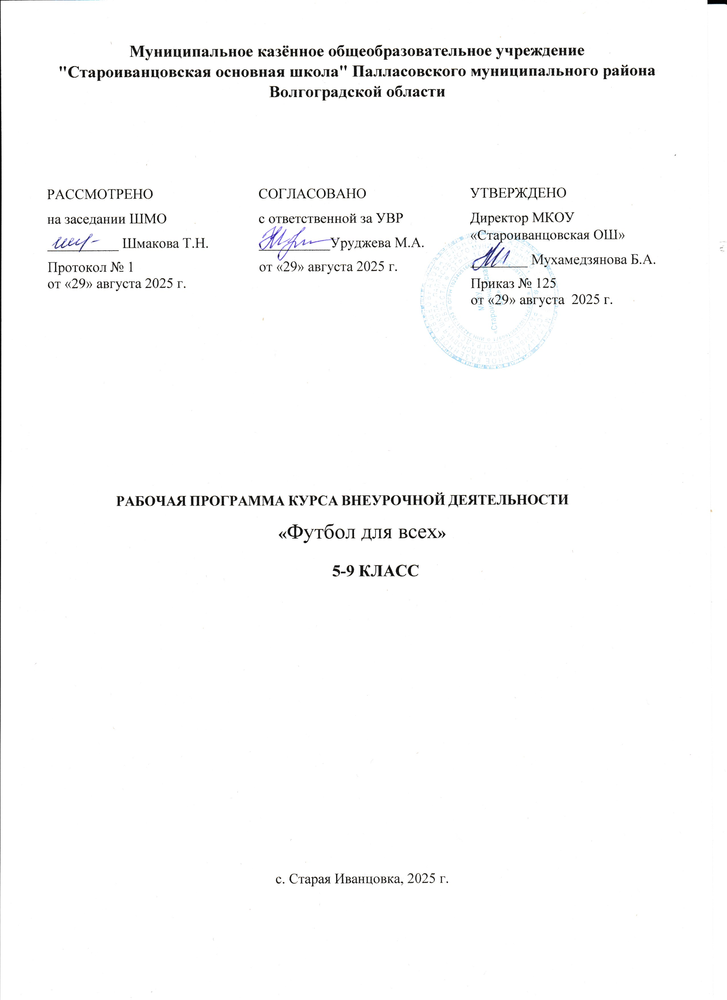 Муниципальное казённое общеобразовательное учреждение
"Староиванцовская основная школа" Палласовского муниципального района
Волгоградской области
РАССМОТРЕНО
на заседании ШМО
____________ Шмакова Т.Н.
Протокол № 1
от «29» августа 2025 г.
СОГЛАСОВАНО
с ответственной за УВР
____________Уруджева М.А.
от «29» августа 2025 г.
УТВЕРЖДЕНО
Директор МКОУ
«Староиванцовская ОШ»
__________ Мухамедзянова Б.А.
Приказ № 125
от «29» августа 2025 г.
РАБОЧАЯ ПРОГРАММА КУРСА ВНЕУРОЧНОЙ ДЕЯТЕЛЬНОСТИ
«Футбол для всех»
5-9 КЛАСС
с. Старая Иванцовка, 2025 г.